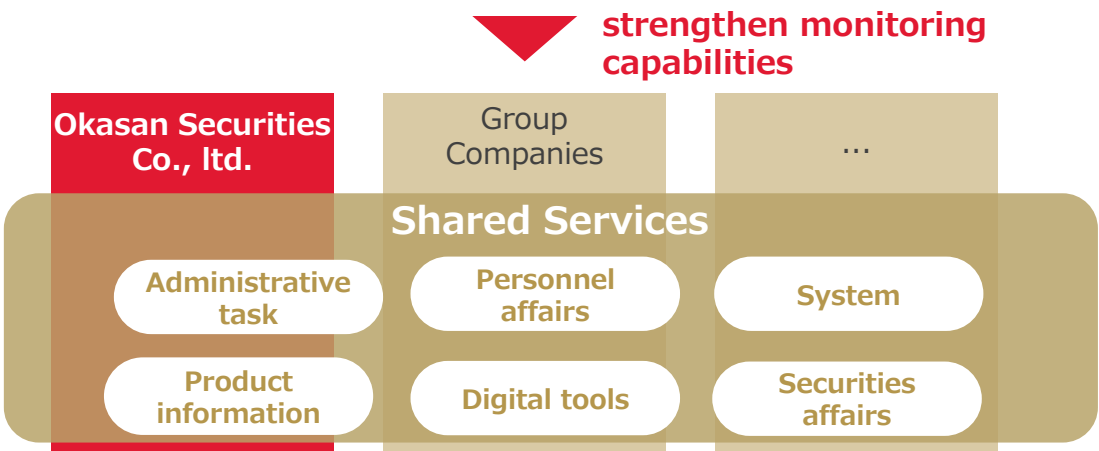 strengthen monitoring
capabilities
Okasan Securities
Co., ltd.
Group
Companies
...
Shared Services
Administrative
task
Personnel
affairs
System
Product
information
Digital tools
Securities
affairs